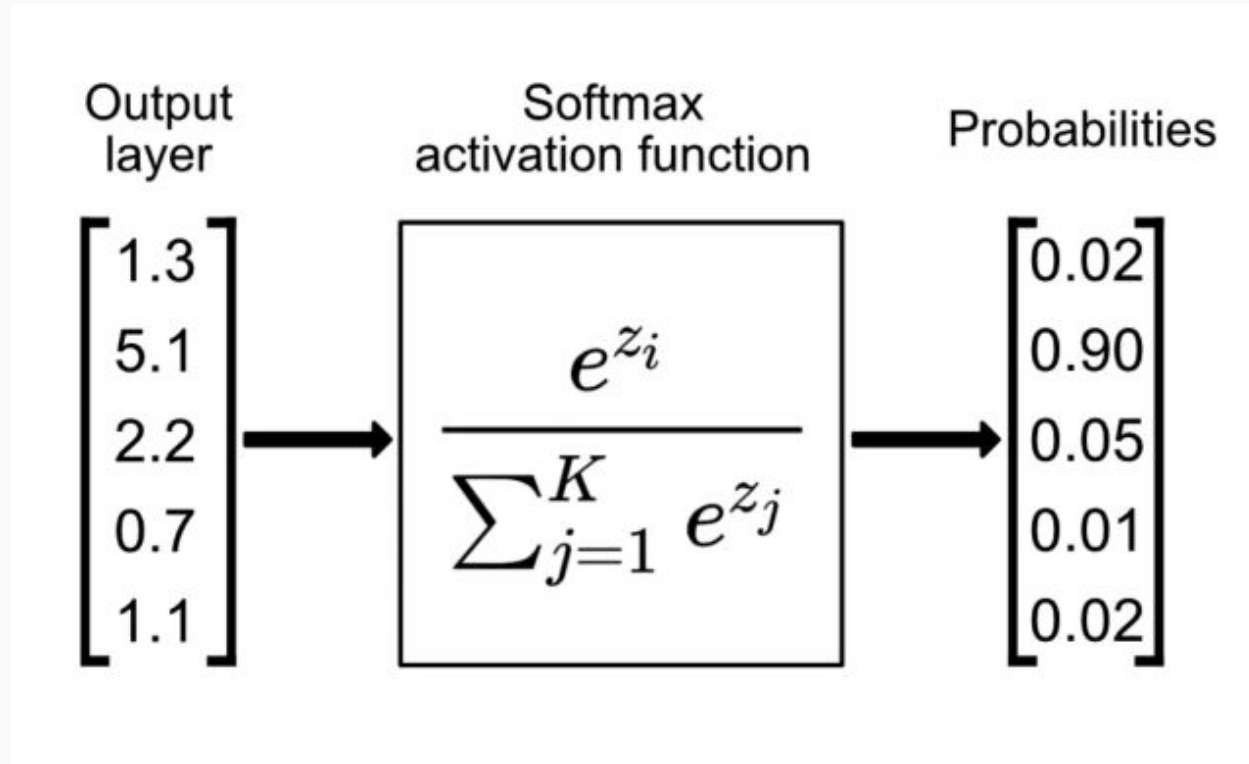 Output
layer
Softmax
activation function
Probabilities
1.3
5.1
2.2
0.7
1.1
e^{z_i}
∑_{j=1}^{K} e^{z_j}
0.02
0.90
0.05
0.01
0.02